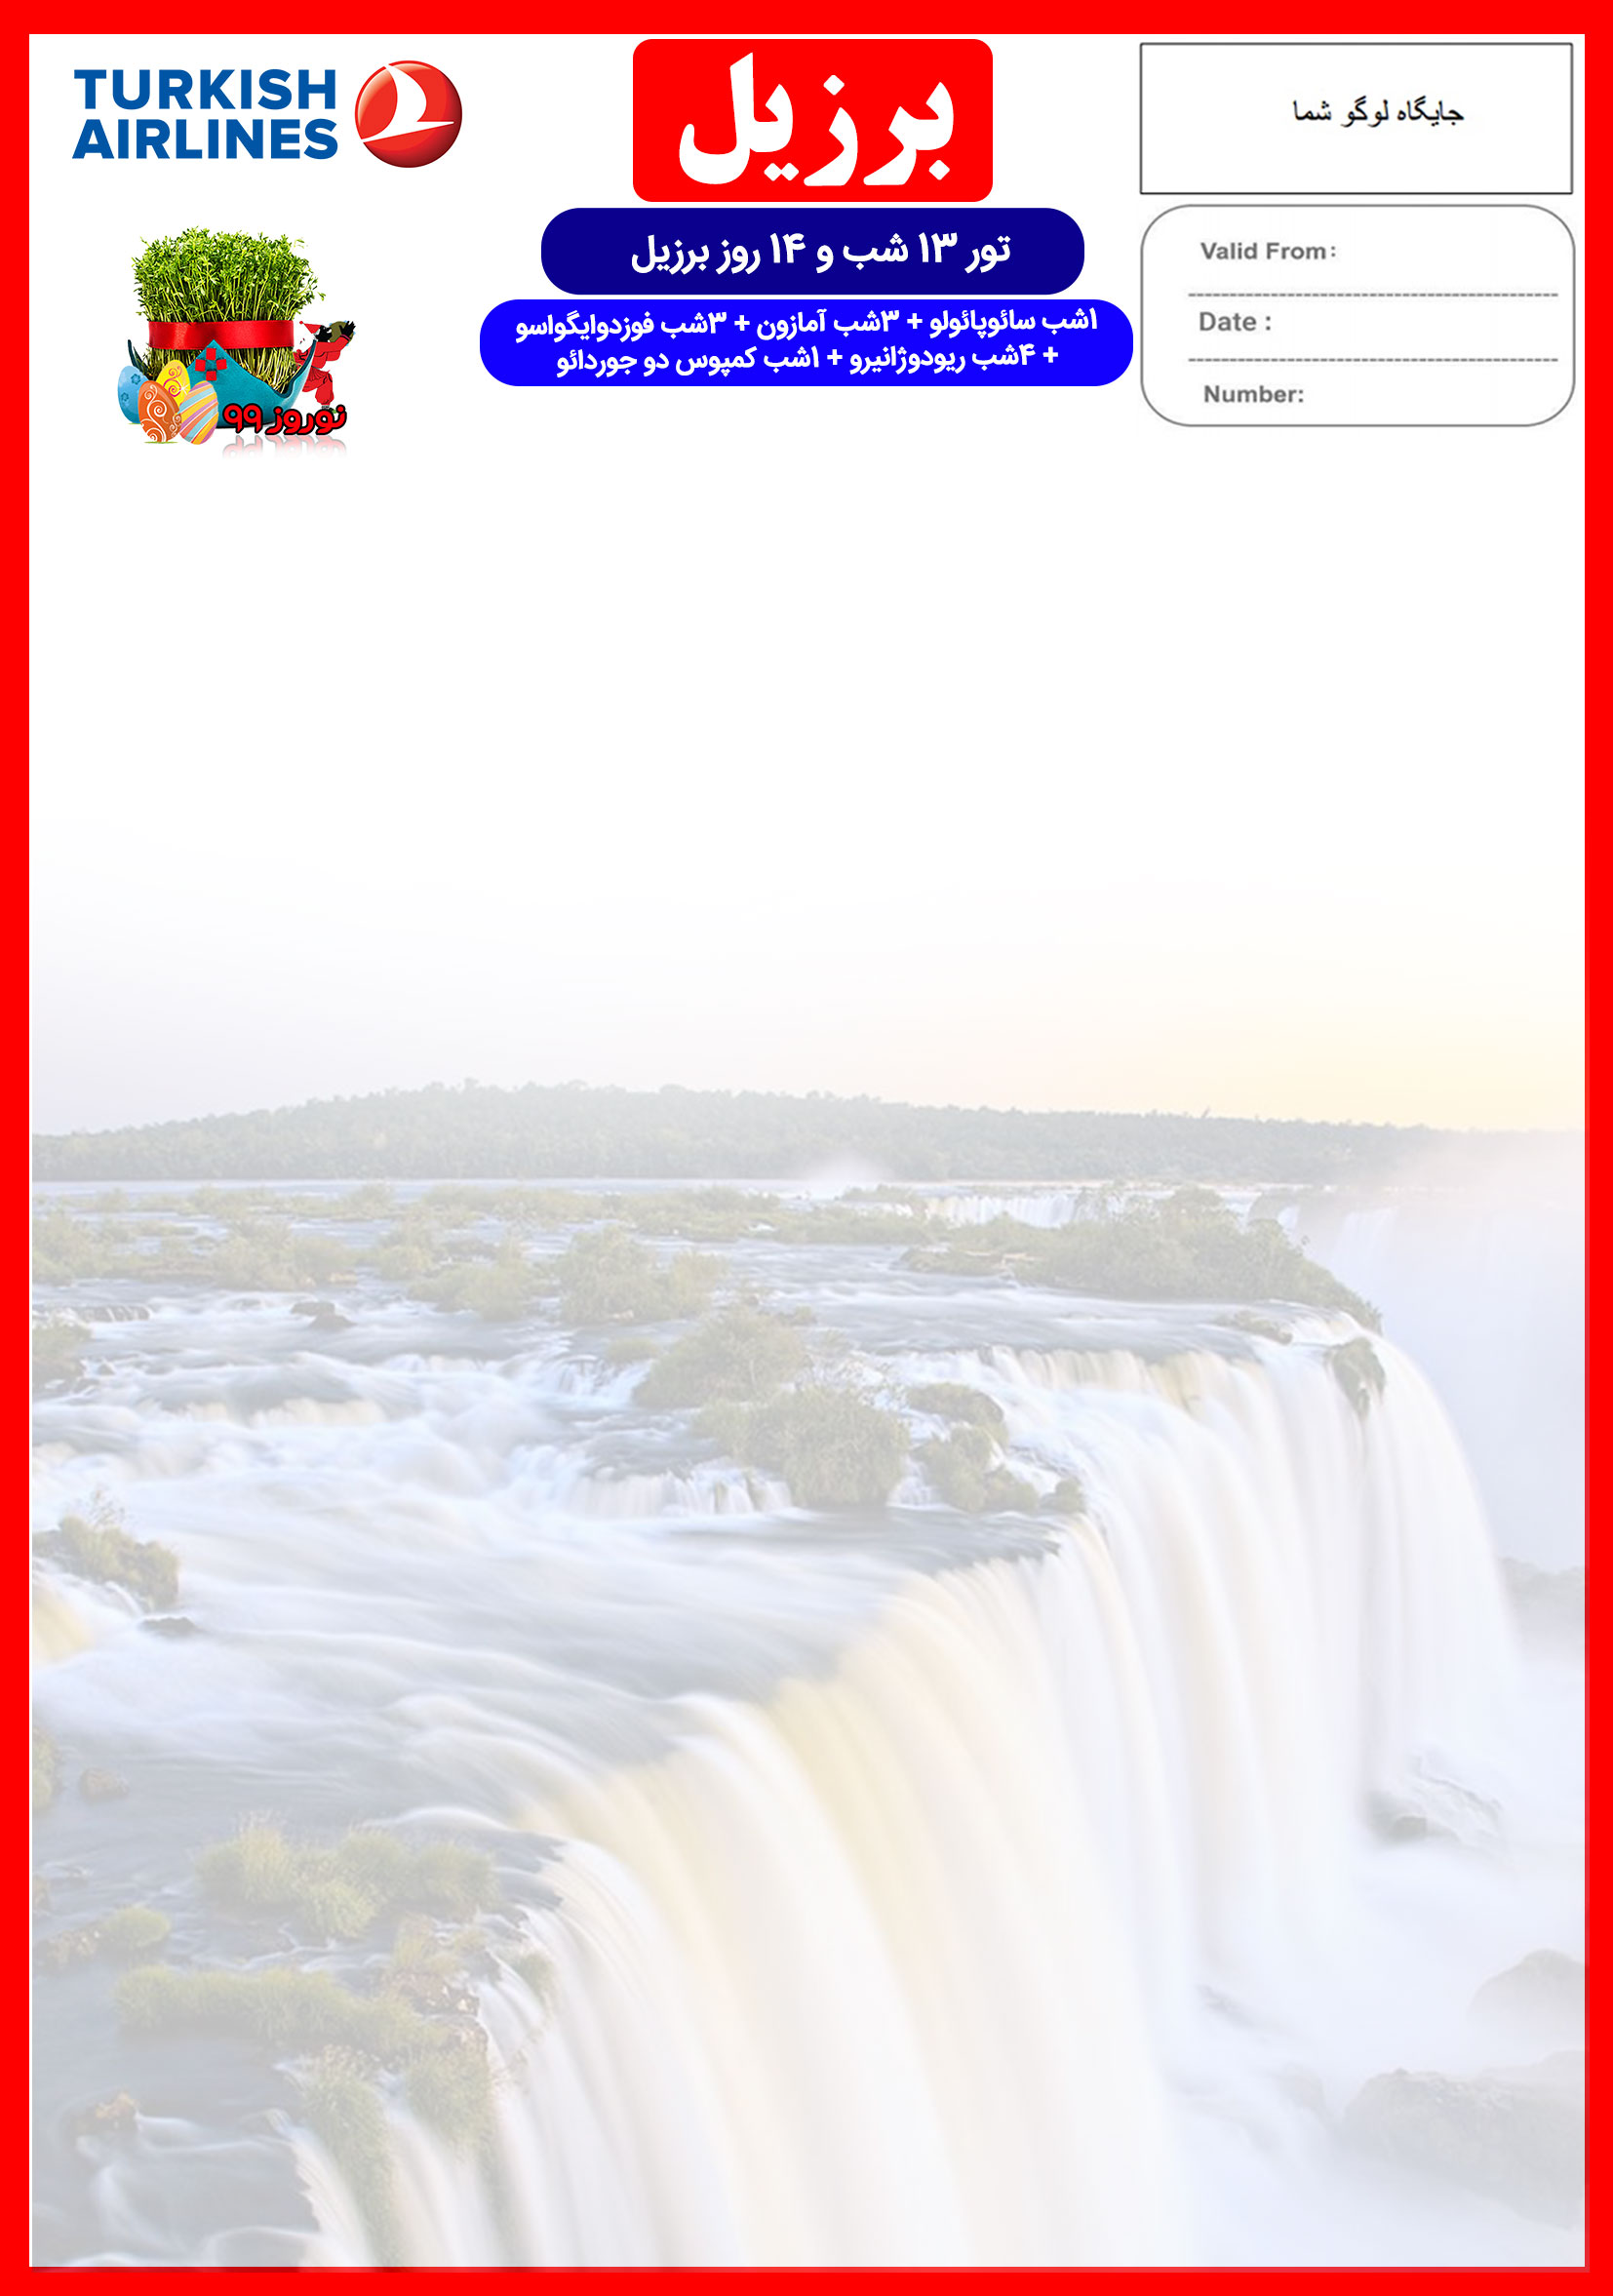 TURKISH
AIRLINES
برزیل
جایگاه لوگو شما
تور ۱۳ شب و ۱۴ روز برزیل
۱شب سائوپائولو + ۳شب آمازون + ۳شب فوزدوایگواسو
+ ۴شب ریودوژانیرو + ۱شب کمپوس دو جوردائو
Valid From:
Date :
Number:
نوروز ۹۹